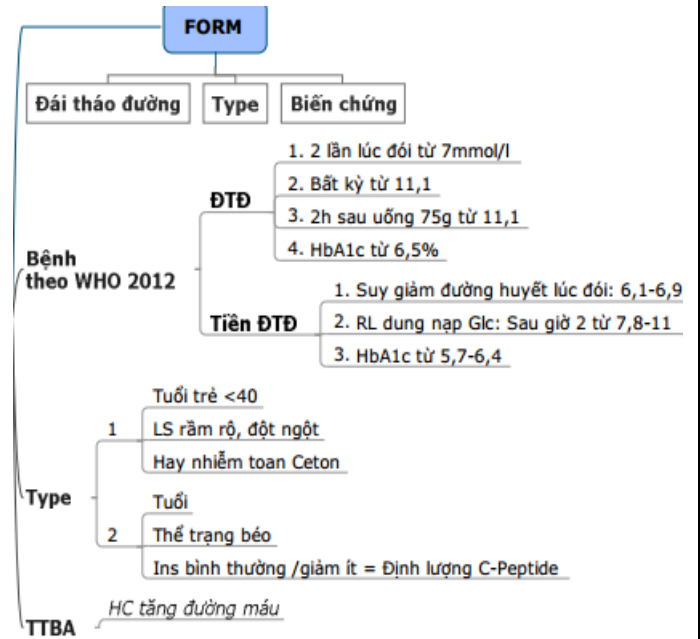 FORM
Đái tháo đường
Type
Biến chứng
Bệnh
theo WHO 2012
ĐTĐ
1. 2 lần lúc đói từ 7mmol/l
2. Bất kỳ từ 11,1
3. 2h sau uống 75g từ 11,1
4. HbA1c từ 6,5%
Tiền ĐTĐ
1. Suy giảm đường huyết lúc đói: 6,1-6,9
2. RL dung nạp Glc: Sau giờ 2 từ 7,8-11
3. HbA1c từ 5,7-6,4
Type
1
Tuổi trẻ <40
LS rầm rộ, đột ngột
Hay nhiễm toan Ceton
2
Tuổi
Thể trạng béo
Ins bình thường /giảm ít = Định lượng C-Peptide
TTBA
HC tăng đường máu